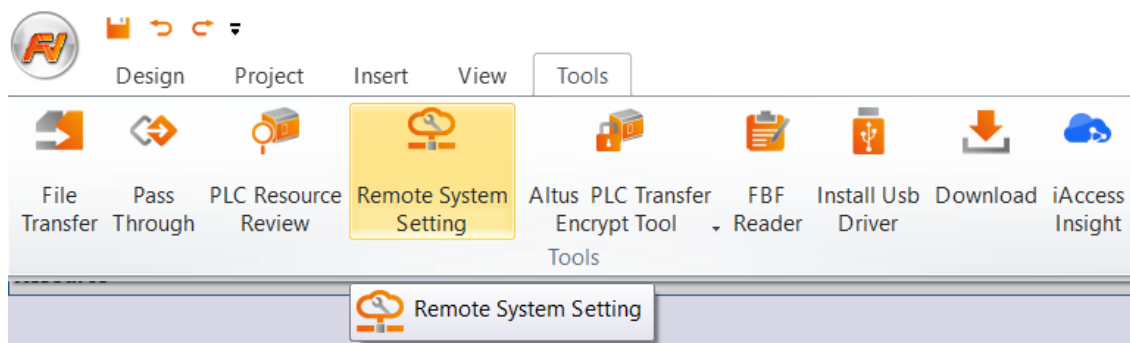 FV
Design Project Insert View Tools
File Pass PLC Resource Remote System Altus PLC Transfer FBF Install Usb Download iAccess
Transfer Through Review Setting Encrypt Tool Reader Driver Insight
Tools
Remote System Setting